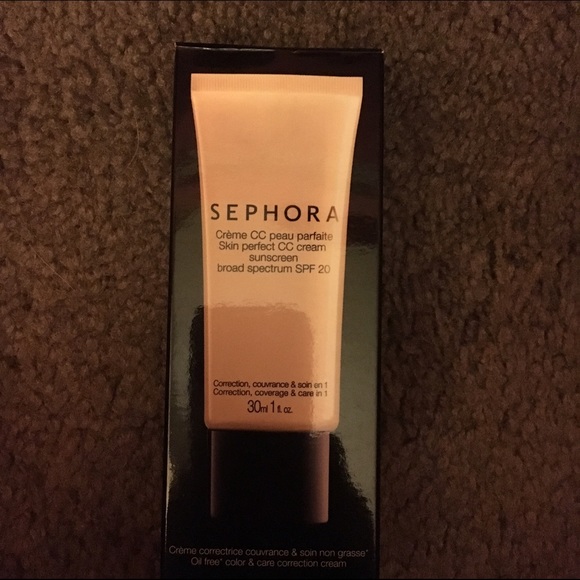 SEPHORA
Crème CC peau parfaite
Skin perfect CC cream
sunscreen
broad spectrum SPF 20
Correction, couvrance & soin en 1
Correction, coverage & care in 1
30ml 1 fl. oz.
Crème correctrice couvrance & soin non grasse*
Oil free* color & care correction cream